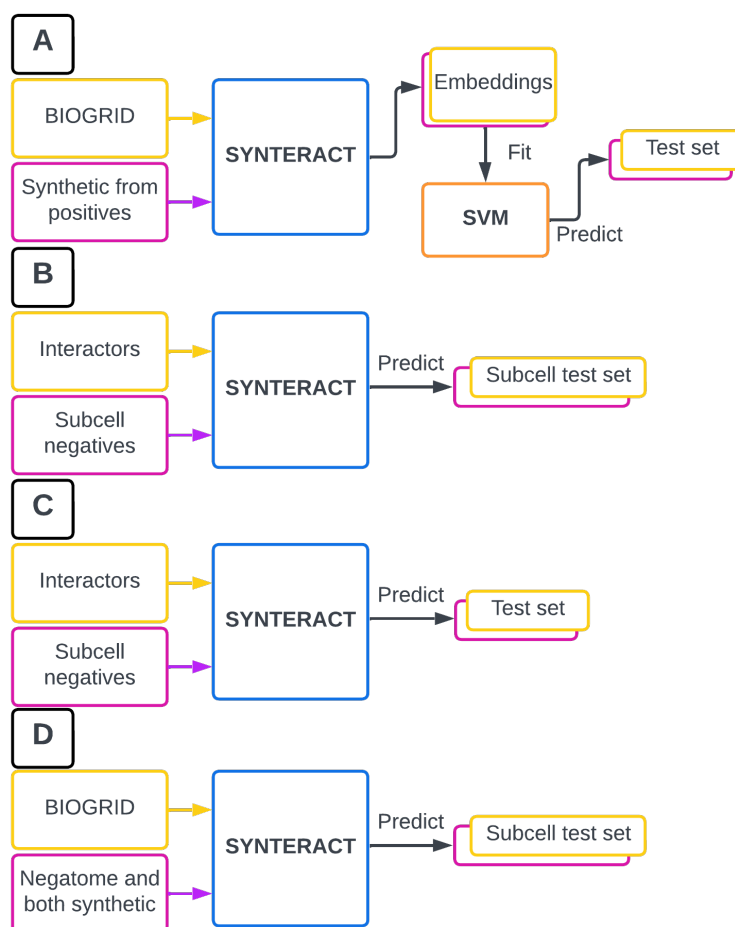 A
BIOGRID
Synthetic from
positives
SYNTERACT
Embeddings
Fit
SVM
Predict
Test set
B
Interactors
Subcell
negatives
SYNTERACT
Predict
Subcell test set
C
Interactors
Subcell
negatives
SYNTERACT
Predict
Test set
D
BIOGRID
Negatome and
both synthetic
SYNTERACT
Predict
Subcell test set